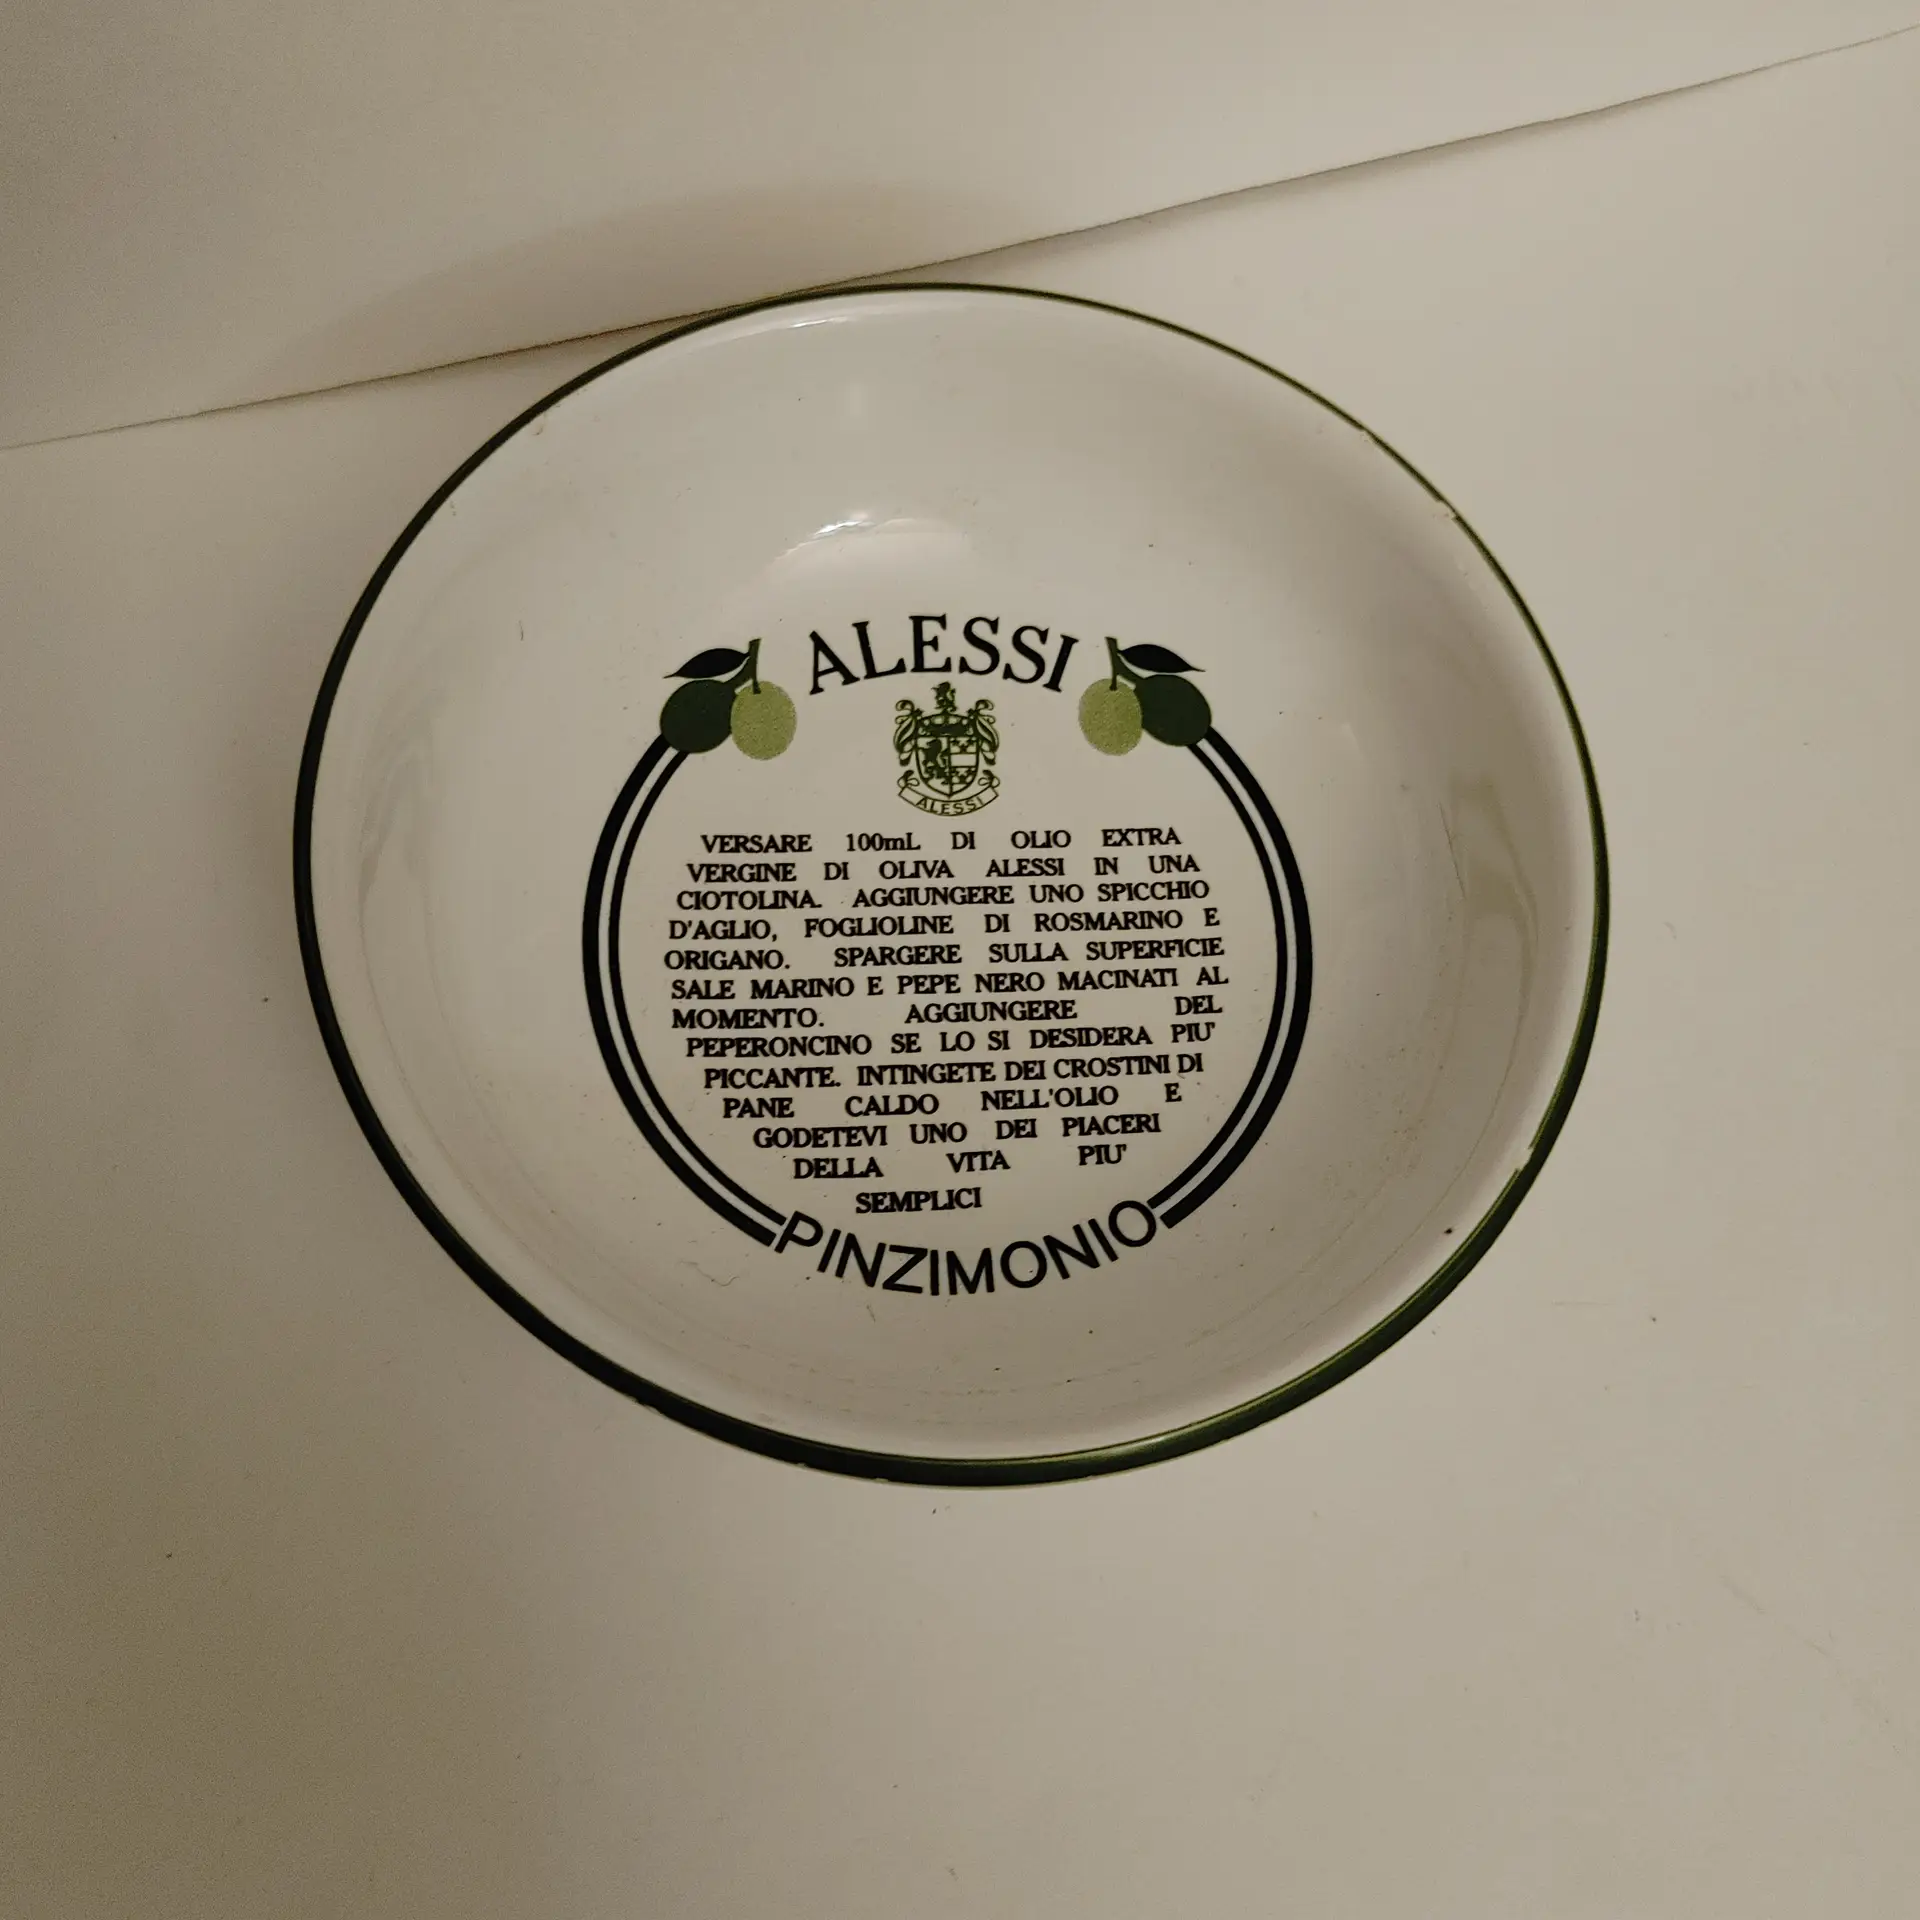 ALESSI
ALESSI
VERSARE 100mL DI OLIO EXTRA
VERGINE DI OLIVA ALESSI IN UNA
CIOTOLINA. AGGIUNGERE UNO SPICCHIO
D'AGLIO, FOGLIOLINE DI ROSMARINO E
ORIGANO. SPARGERE SULLA SUPERFICIE
SALE MARINO E PEPE NERO MACINATI AL
MOMENTO. AGGIUNGERE DEL
PEPERONCINO SE LO SI DESIDERA PIU'
PICCANTE. INTINGETE DEI CROSTINI DI
PANE CALDO NELL'OLIO E
GODETEVI UNO DEI PIACERI
DELLA VITA PIU'
SEMPLICI
PINZIMONIO